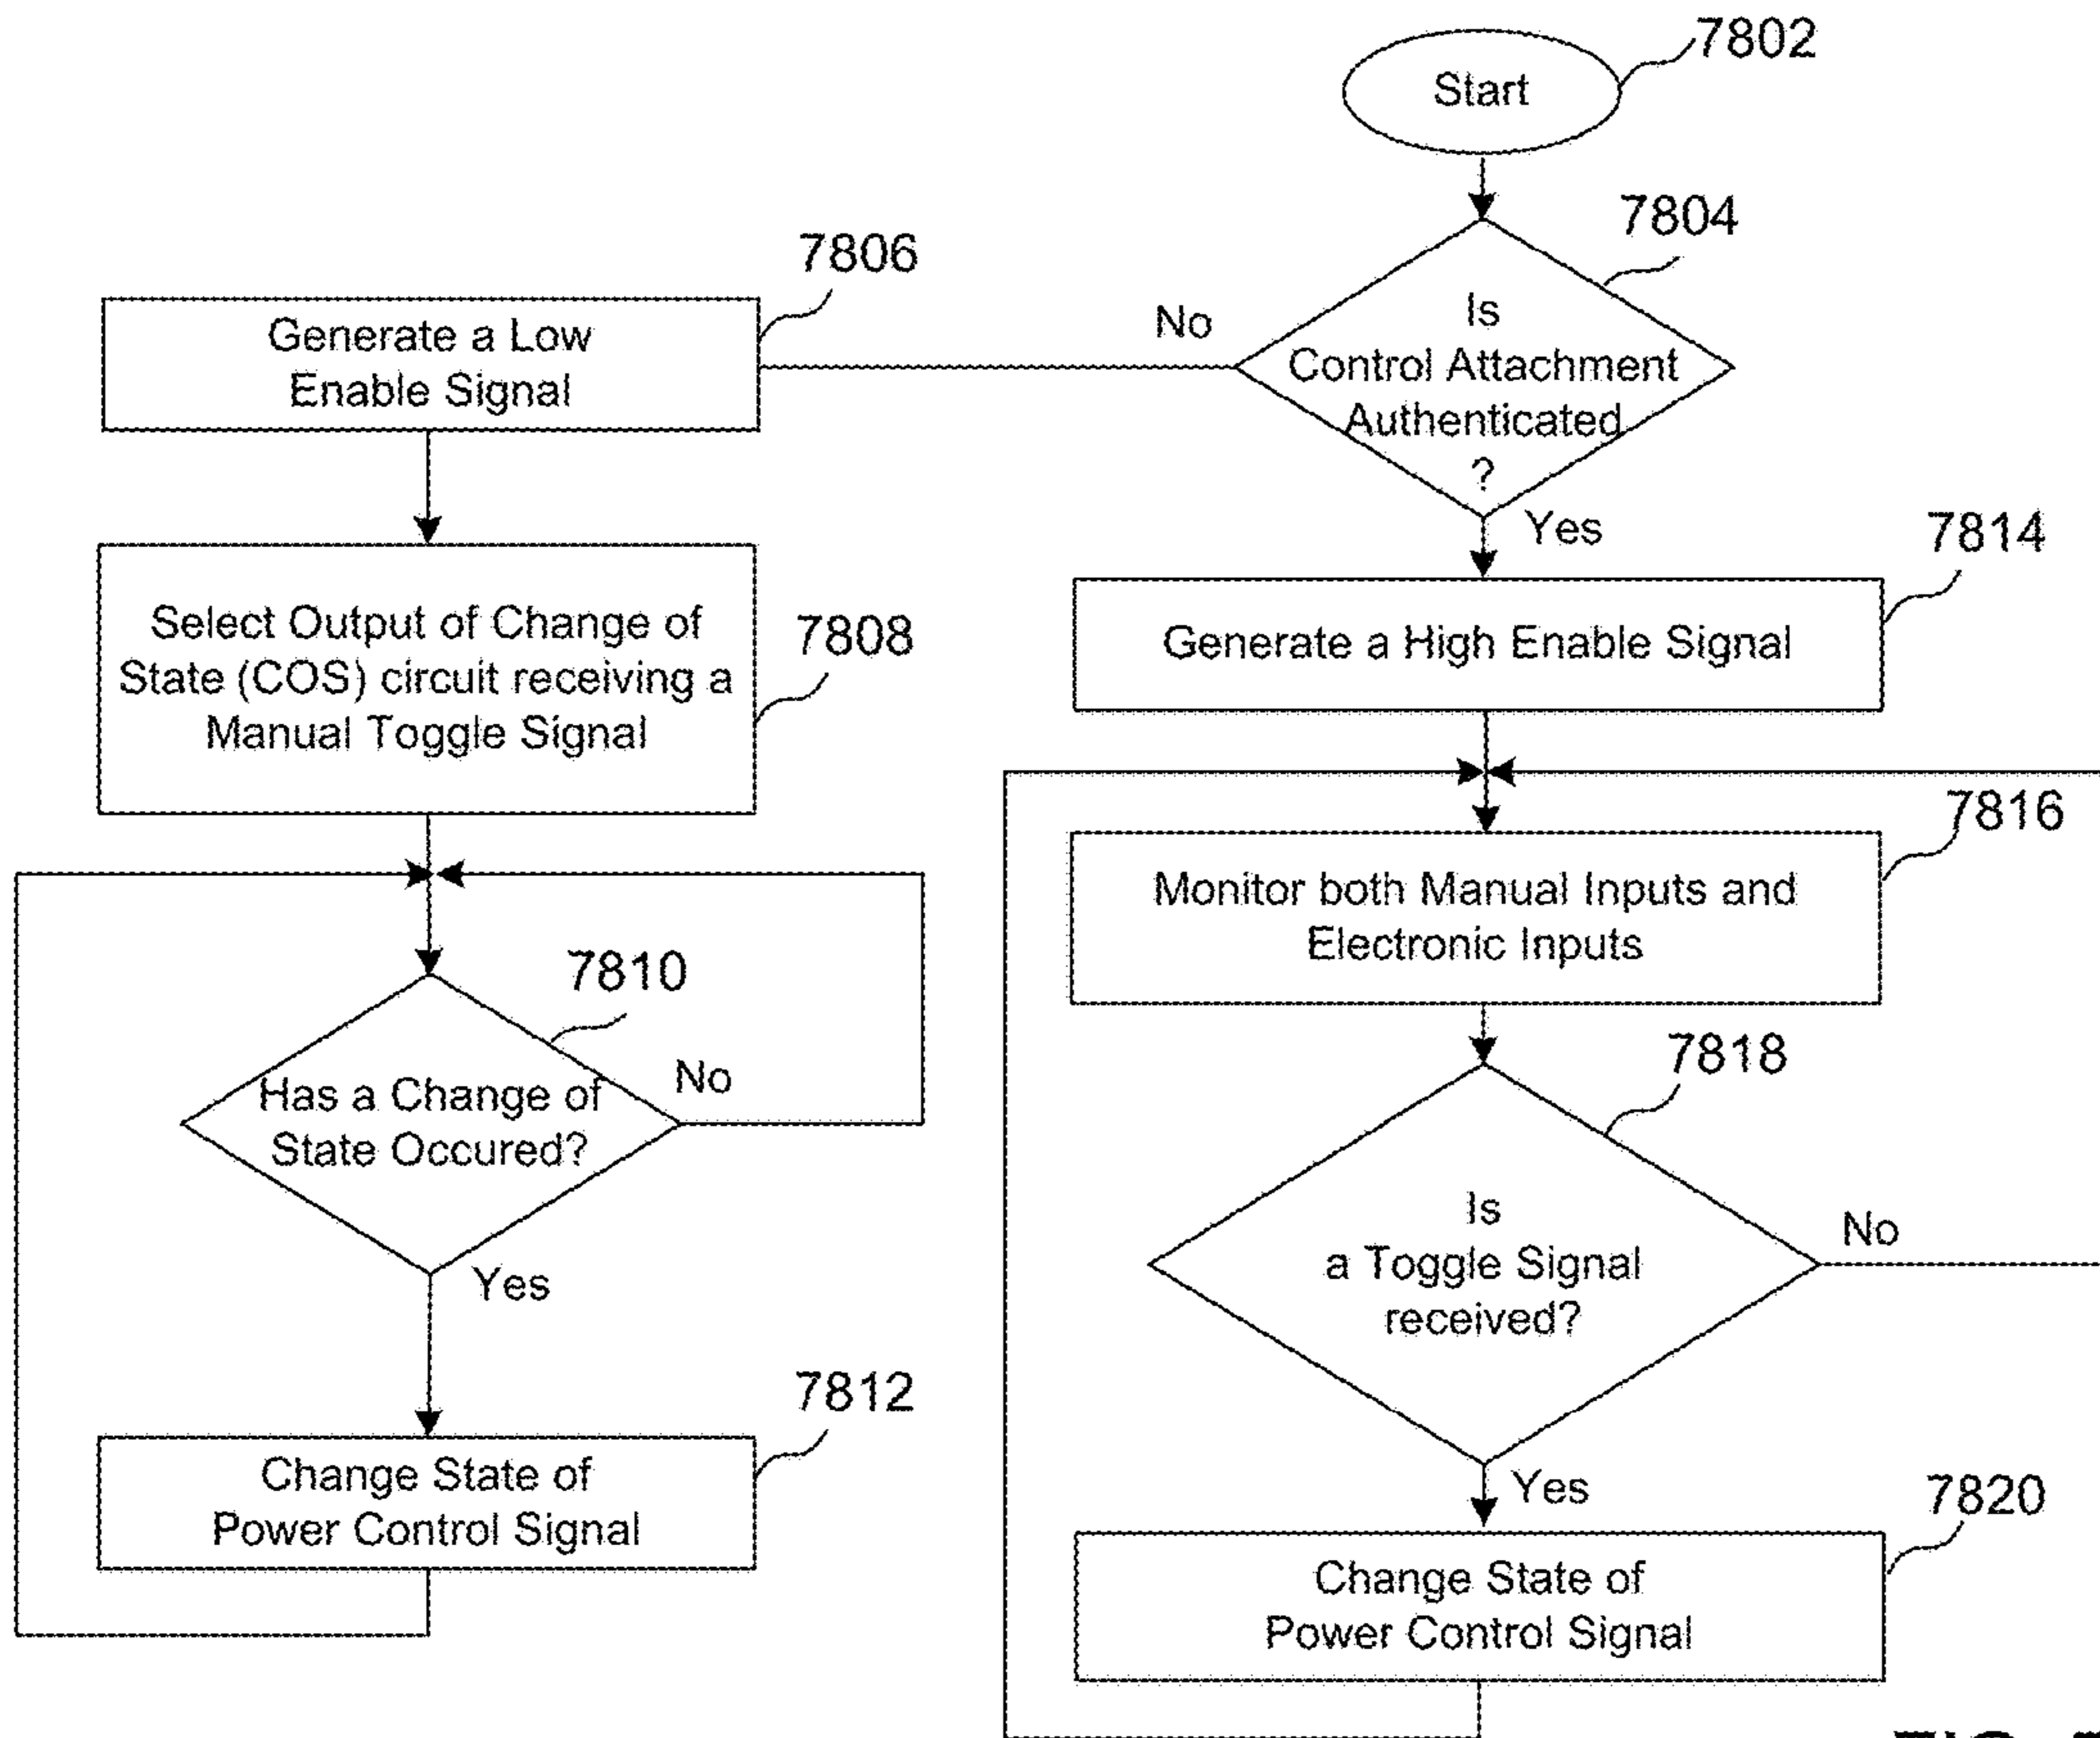 7802
Start
7804
Is
Control Attachment
Authenticated
?
No
Yes
7806
Generate a Low
Enable Signal
7808
Select Output of Change of
State (COS) circuit receiving a
Manual Toggle Signal
7810
Has a Change of
State Occured?
No
Yes
7812
Change State of
Power Control Signal
7814
Generate a High Enable Signal
7816
Monitor both Manual Inputs and
Electronic Inputs
7818
Is
a Toggle Signal
received?
No
Yes
7820
Change State of
Power Control Signal